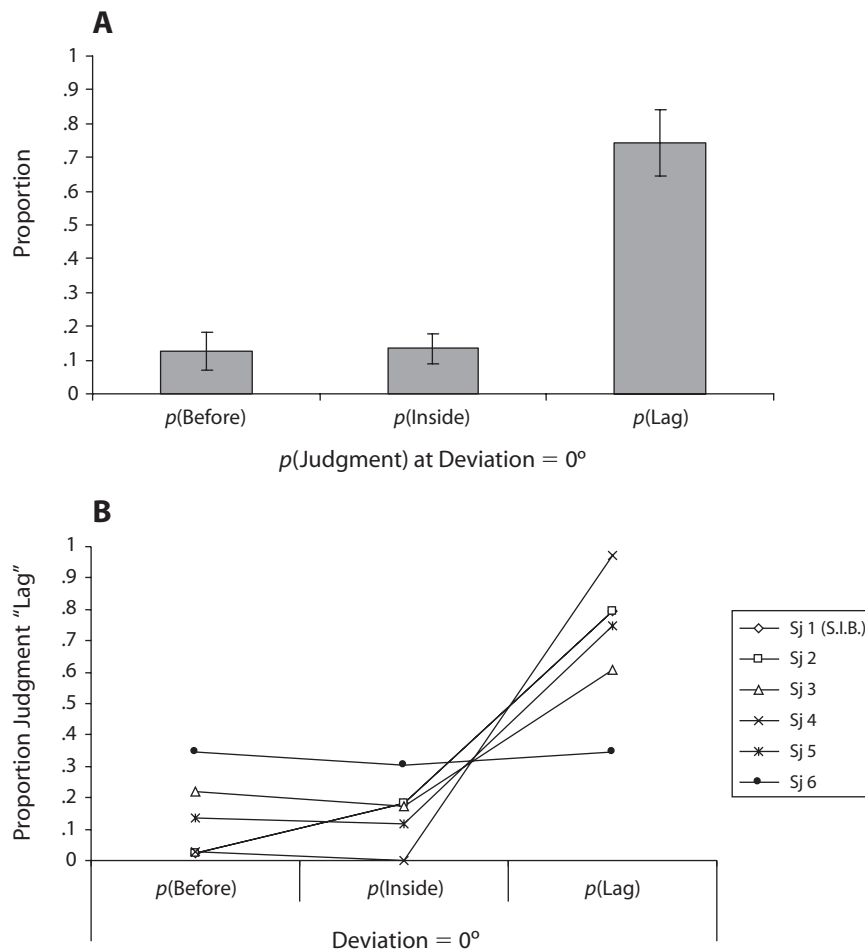 A
Proportion
1
.9
.8
.7
.6
.5
.4
.3
.2
.1
0
p(Before) p(Inside) p(Lag)
p(Judgment) at Deviation = 0º
B
Proportion Judgment "Lag"
1
.9
.8
.7
.6
.5
.4
.3
.2
.1
0
p(Before) p(Inside) p(Lag)
Deviation = 0º
Sj 1 (S.I.B.)
Sj 2
Sj 3
Sj 4
Sj 5
Sj 6